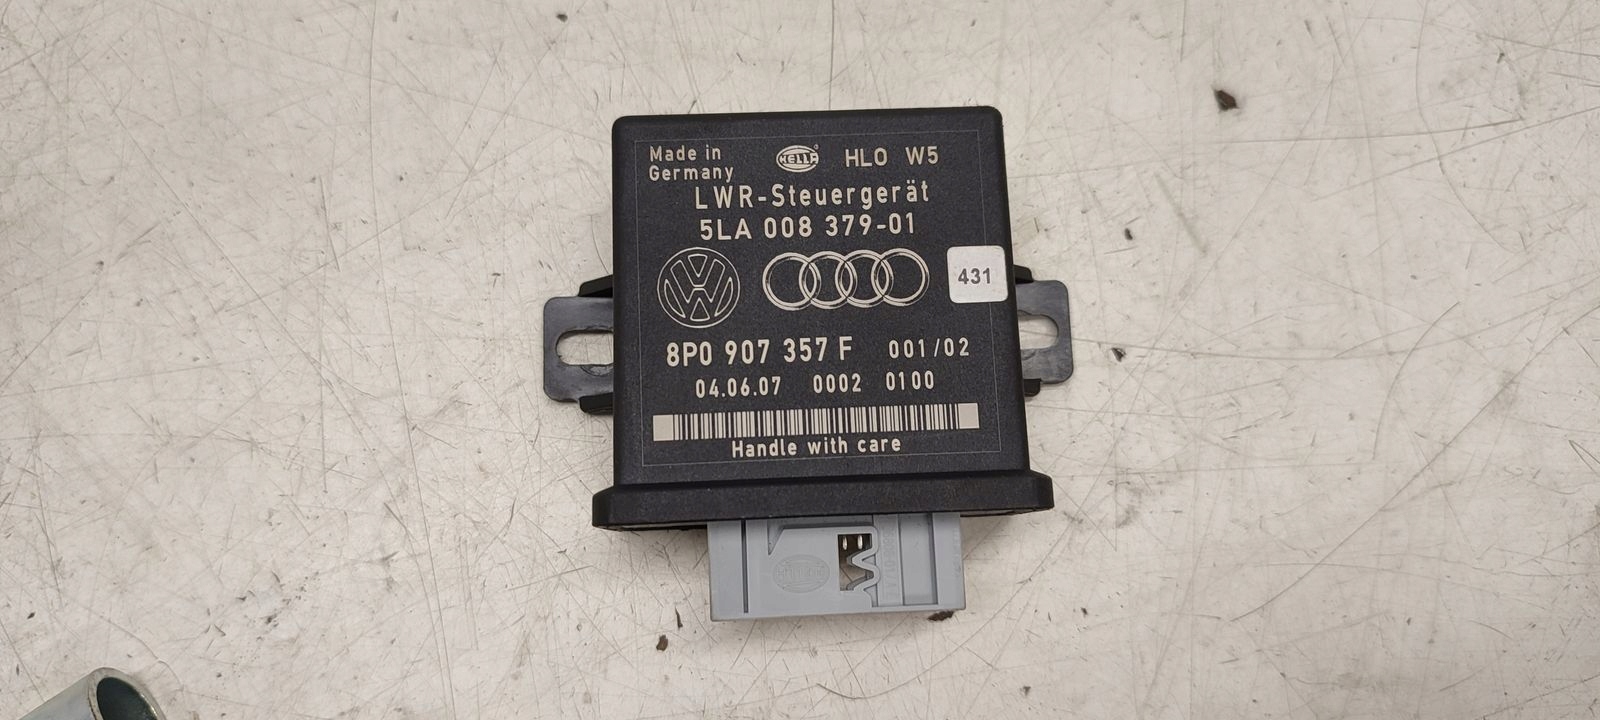 Made in
Germany
HELLA HLO W5
LWR-Steuergerät
5LA 008 379-01
431
8P0 907 357 F 001/02
04.06.07 0002 0100
Handle with care